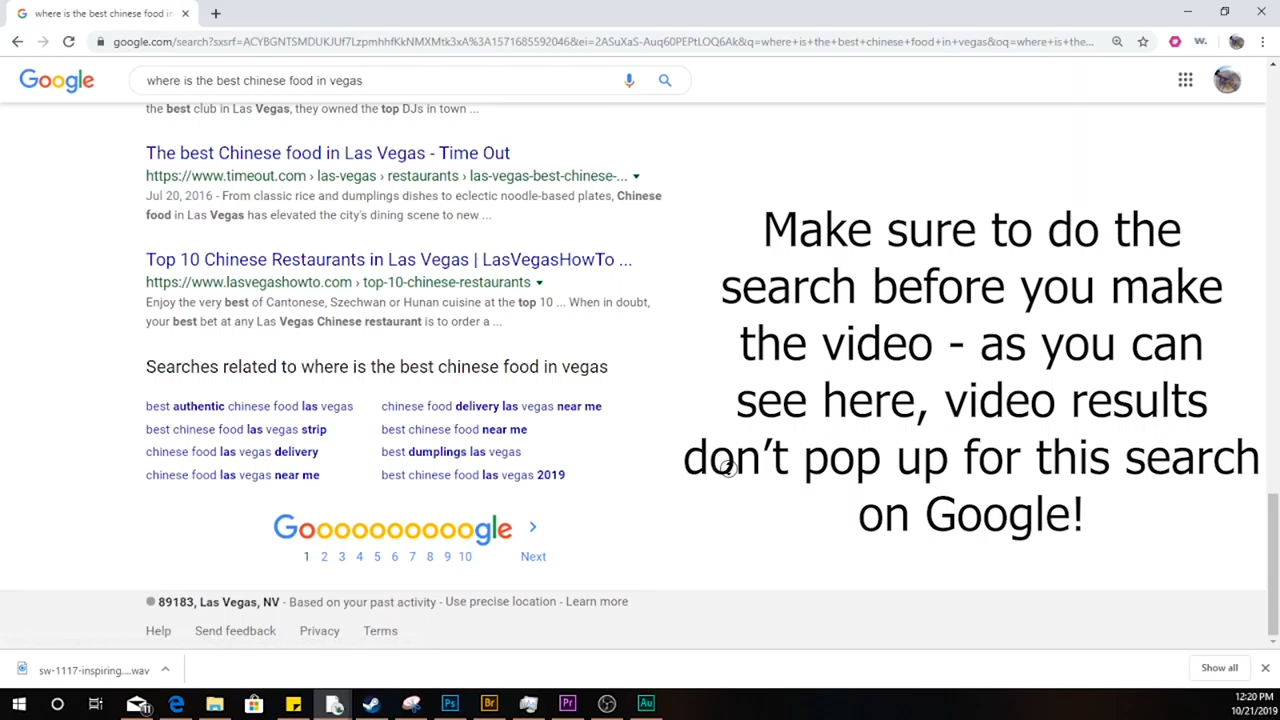 where is the best chinese food in
google.com/search?sxsrf=ACYBGNTSMDUKJUf7LzpmhhfKkNMXMtk3xA%3A1571685592046&ei=2ASuXaS-Auq60PEPtLOQ6Ak&q=where+is+the+best+chinese+food+in+vegas&oq=where+is+the...
Google
where is the best chinese food in vegas
the best club in Las Vegas, they owned the top DJs in town ...
The best Chinese food in Las Vegas - Time Out
https://www.timeout.com › las-vegas › restaurants › las-vegas-best-chinese-...
Jul 20, 2016 - From classic rice and dumplings dishes to eclectic noodle-based plates, Chinese
food in Las Vegas has elevated the city's dining scene to new ...
Top 10 Chinese Restaurants in Las Vegas | LasVegasHowTo ...
https://www.lasvegashowto.com › top-10-chinese-restaurants
Enjoy the very best of Cantonese, Szechwan or Hunan cuisine at the top 10 ... When in doubt,
your best bet at any Las Vegas Chinese restaurant is to order a ...
Searches related to where is the best chinese food in vegas
best authentic chinese food las vegas
best chinese food las vegas strip
chinese food las vegas delivery
chinese food las vegas near me
chinese food delivery las vegas near me
best chinese food near me
best dumplings las vegas
best chinese food las vegas 2019
Goooooooooogle
1 2 3 4 5 6 7 8 9 10 Next
89183, Las Vegas, NV - Based on your past activity - Use precise location - Learn more
Help Send feedback Privacy Terms
Make sure to do the
search before you make
the video - as you can
see here, video results
don't pop up for this search
on Google!
sw-1117-inspiring....wav
Show all
11
Ps
Br
Pr
Au
12:20 PM
10/21/2019